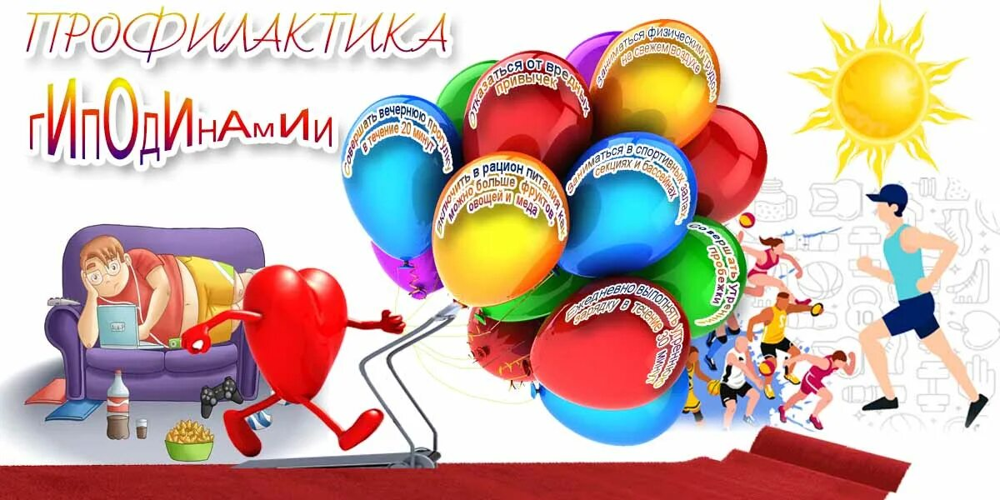 ПРОФИЛАКТИКА
ГИПОДИНАМИИ
Совершать вечернюю прогулку
в течение 20 минут
Отказаться от вредных
привычек
Заниматься физическим трудом
на свежем воздухе
Включить в рацион питания как
можно больше фруктов,
овощей и меда
Заниматься в спортивных залах,
секциях и бассейнах
Совершать утренние
пробежки
Ежедневно выполнять утреннюю
зарядку в течение
30 минут